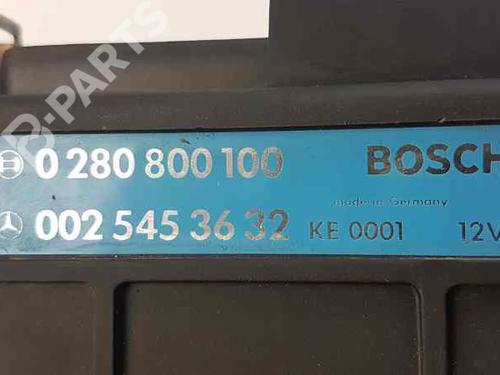 B-PARTS
0 280 800 100 BOSCH
made in Germany
002 545 36 32 KE 0001 12V